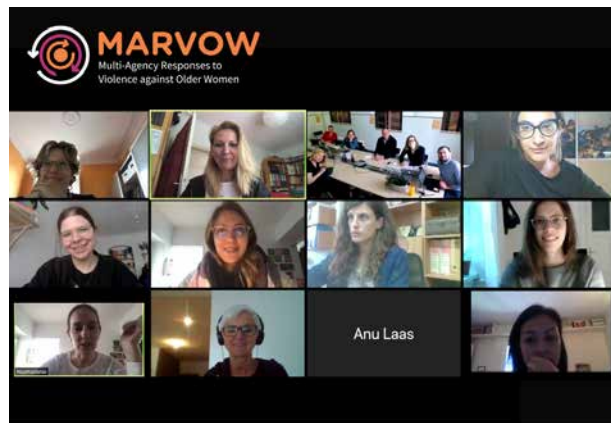 MARVOW
Multi-Agency Responses to
Violence against Older Women
Anu Laas